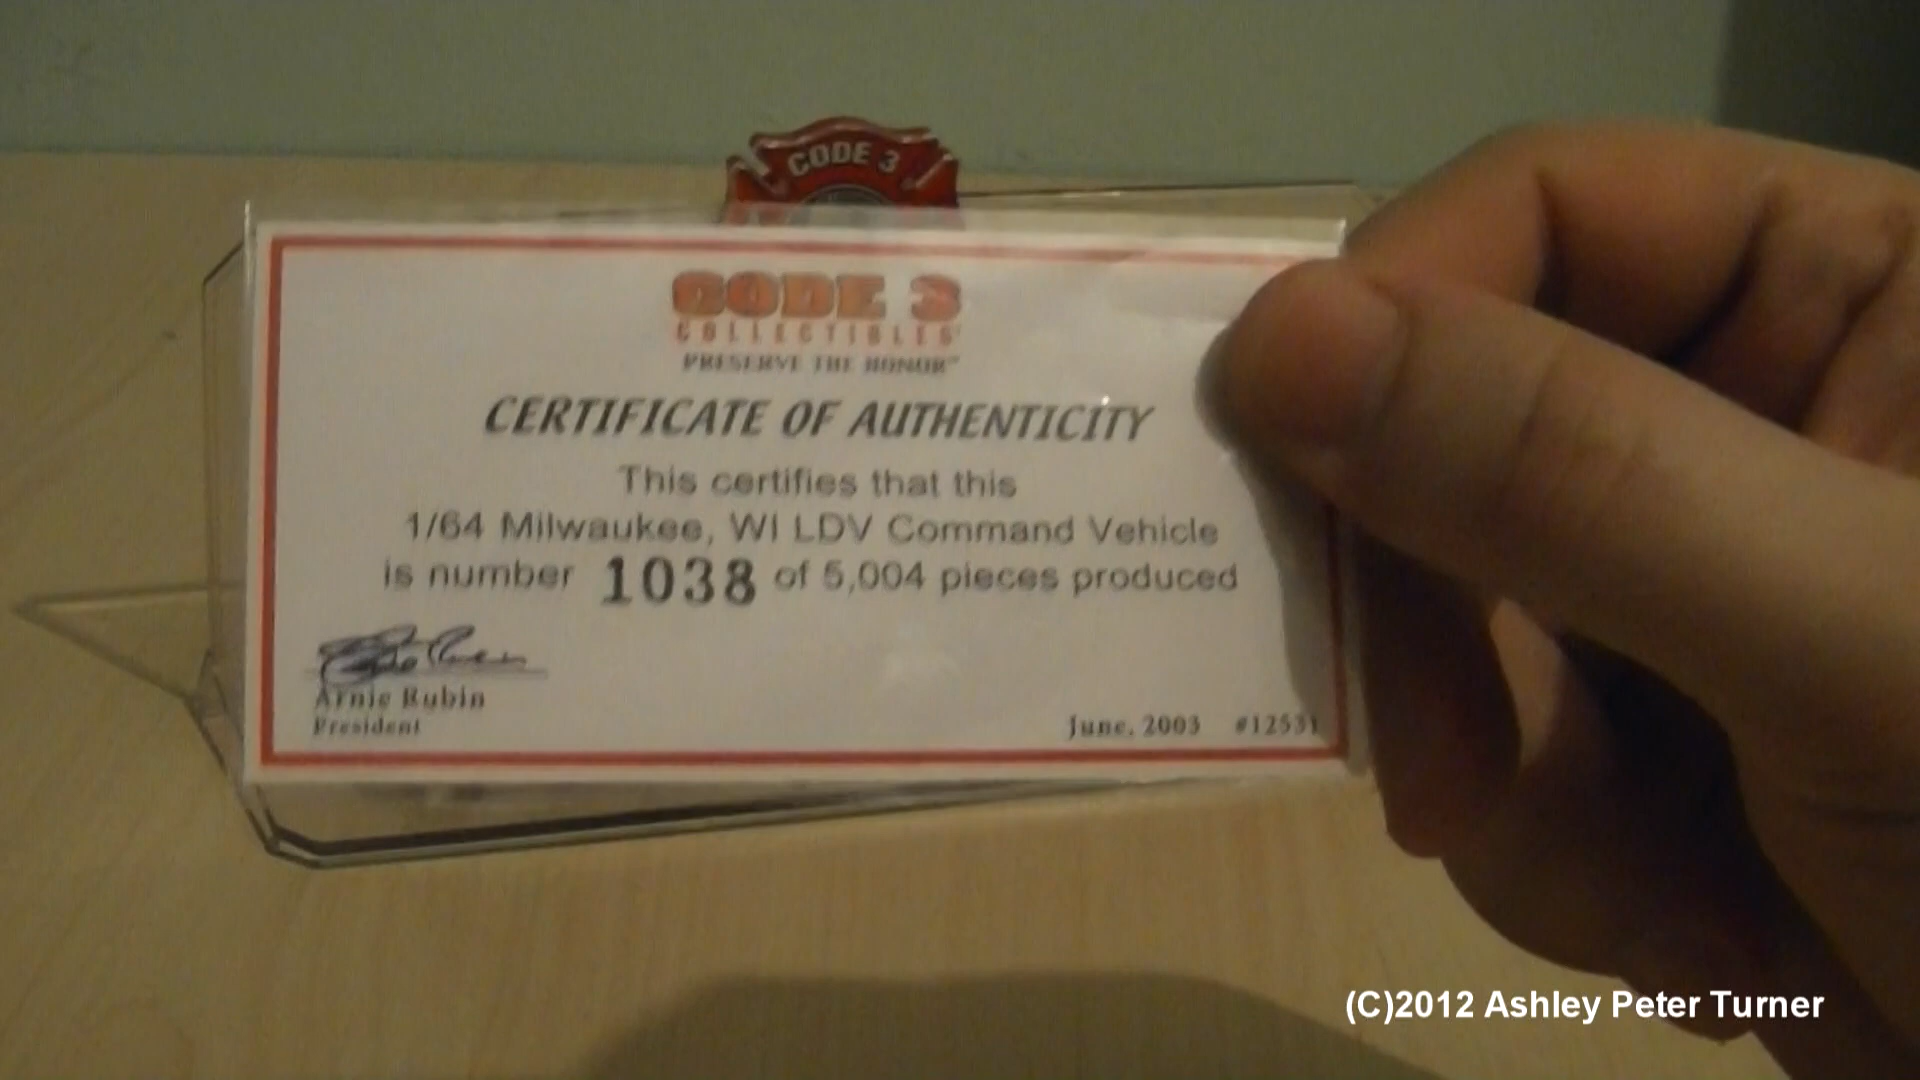 CODE 3
CODE 3
COLLECTIBLES
PRESERVE THE HONOR™
CERTIFICATE OF AUTHENTICITY
This certifies that this
1/64 Milwaukee, WI LDV Command Vehicle
is number 1038 of 5,004 pieces produced
Arnie Rubin
President
June, 2003 #12531
(C)2012 Ashley Peter Turner